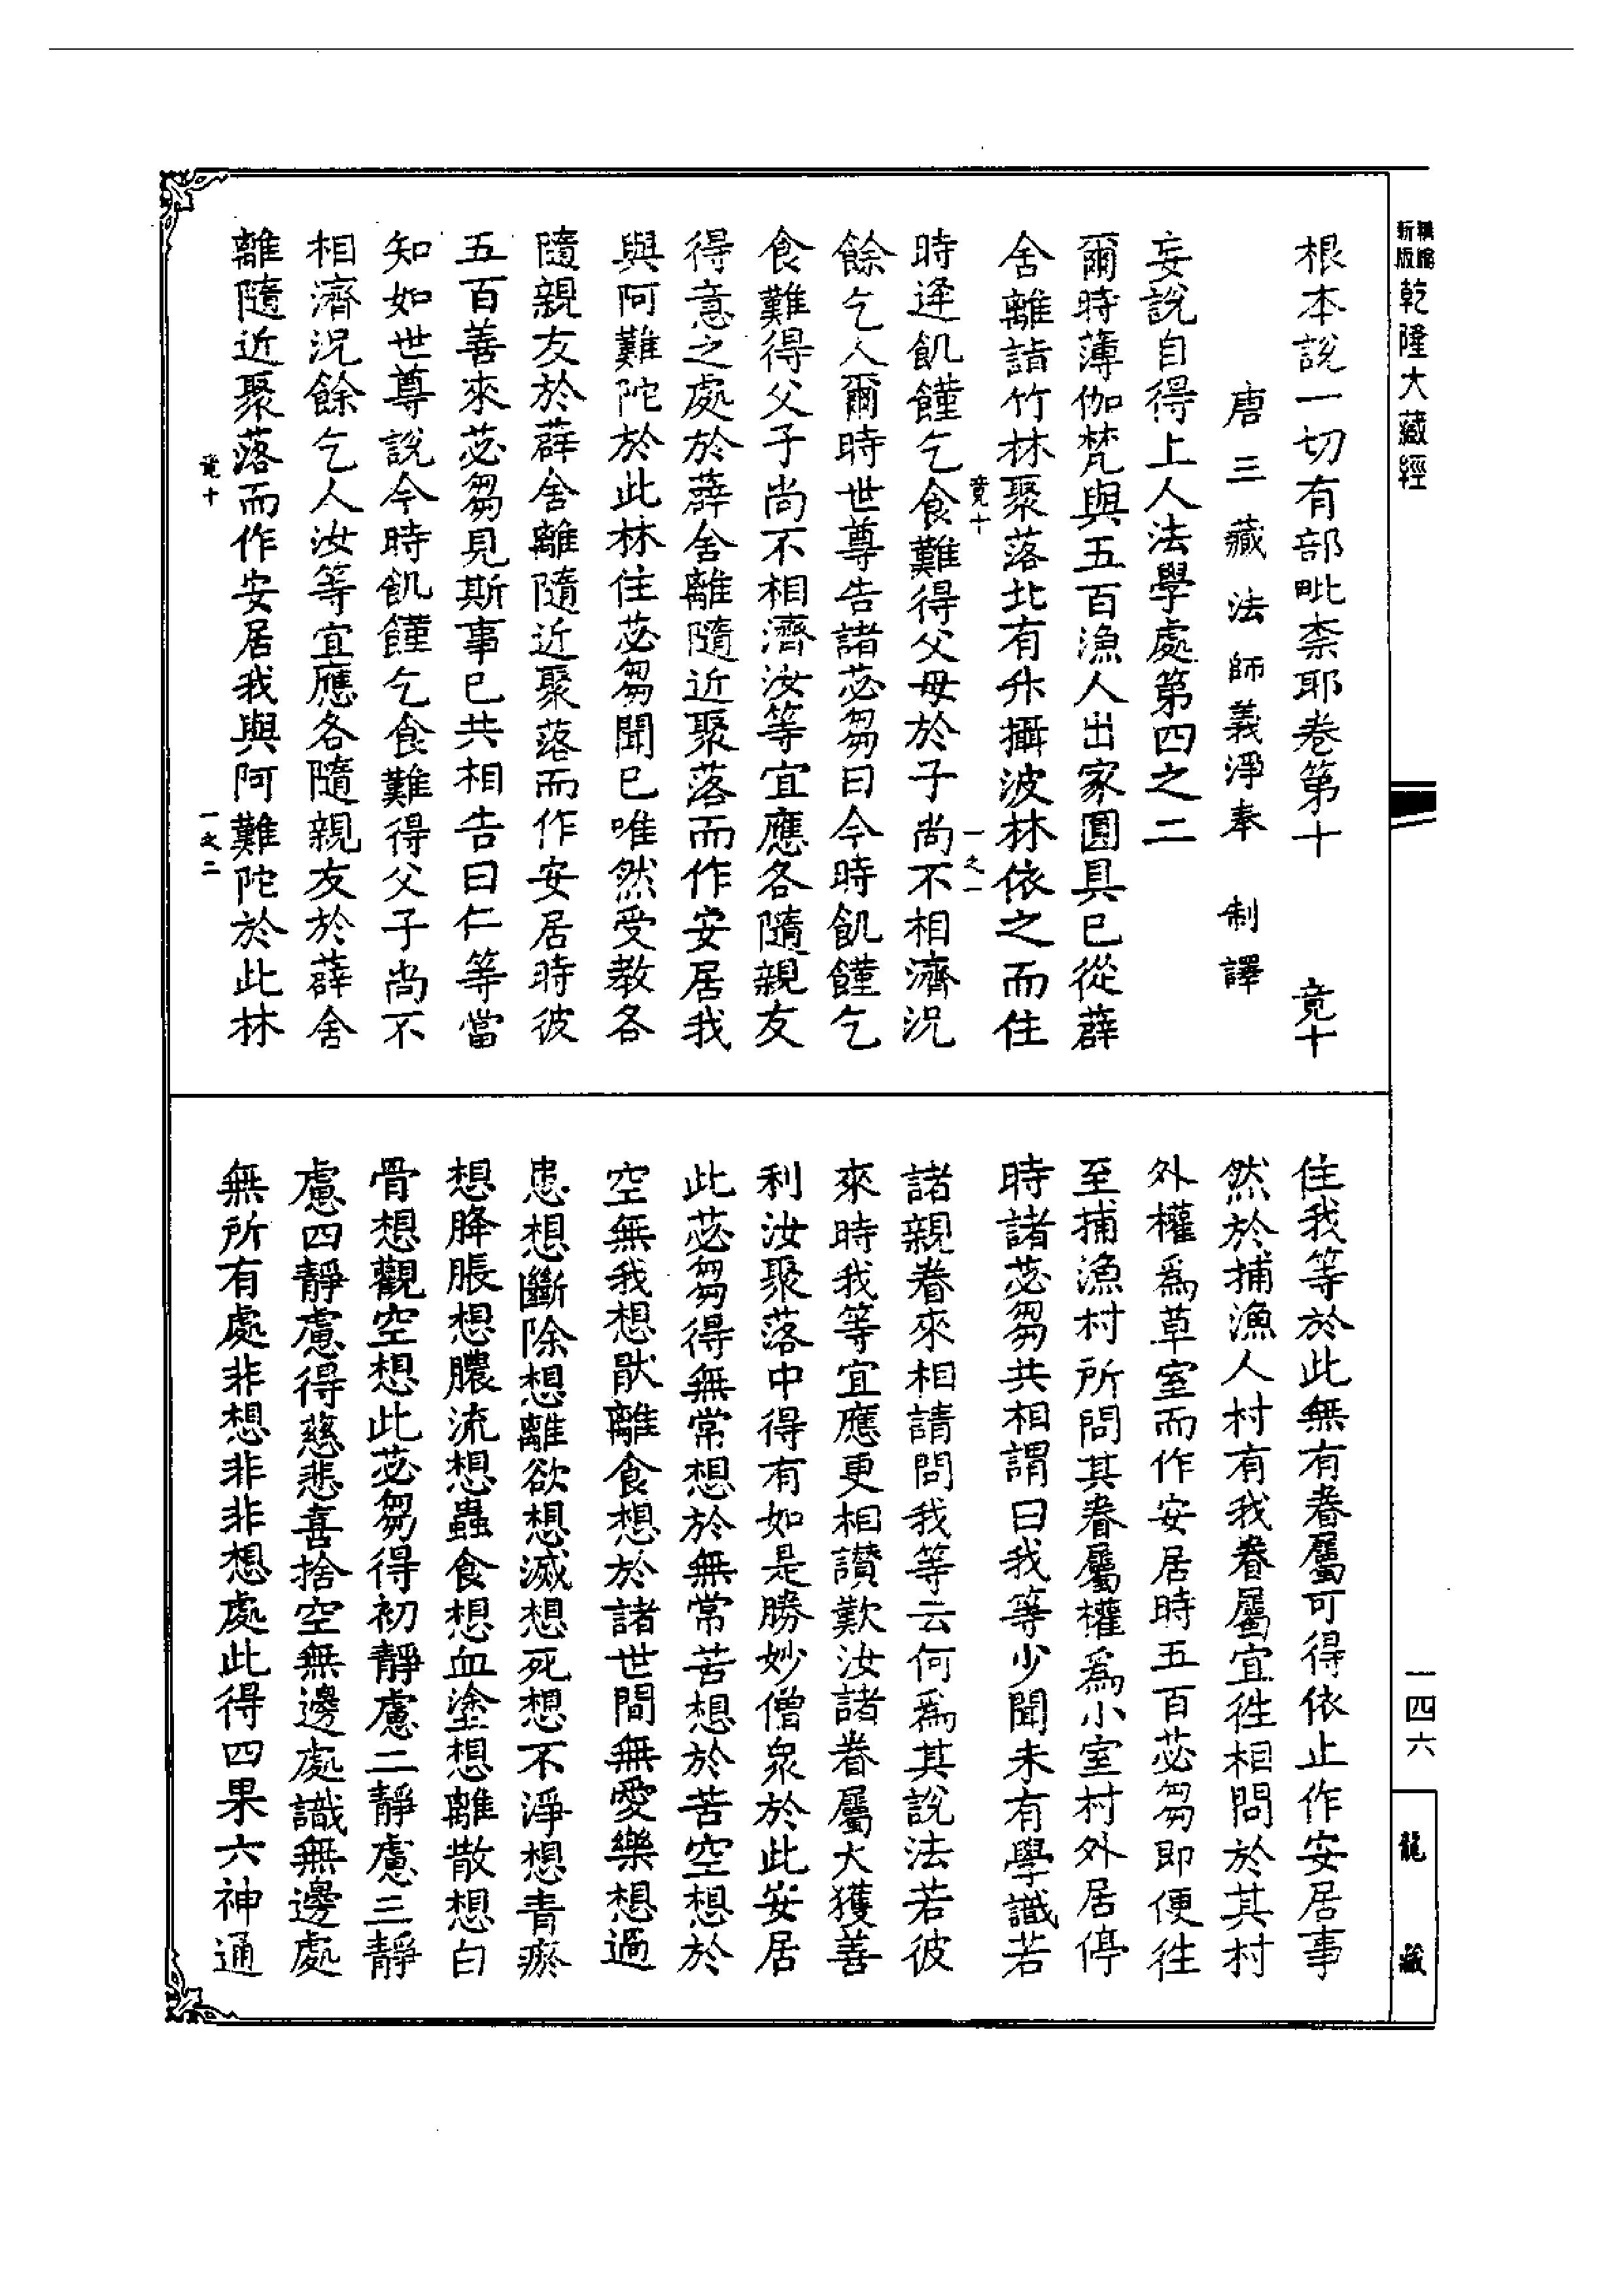 新編縮版乾隆大藏經
根本說一切有部毗柰耶卷第十 竟十
唐三藏法師義淨奉 制譯
妄說自得上人法學處第四之二
爾時薄伽梵與五百漁人出家圓具已從薜
舍離詣竹林聚落北有升攝波林依之而住
竟十 一之一
時逢飢饉乞食難得父母於子尚不相濟況
餘乞人爾時世尊告諸苾芻曰今時飢饉乞
食難得父子尚不相濟汝等宜應各隨親友
得意之處於薜舍離隨近聚落而作安居我
與阿難陀於此林住苾芻聞已唯然受教各
隨親友於薜舍離隨近聚落而作安居時彼
五百善來苾芻見斯事已共相告曰仁等當
知如世尊說今時飢饉乞食難得父子尚不
相濟況餘乞人汝等宜應各隨親友於薜舍
離隨近聚落而作安居我與阿難陀於此林
竟十 一之二
住我等於此無有眷屬可得依止作安居事
然於捕漁人村有我眷屬宜往相問於其村
外權為草室而作安居時五百苾芻即便往
至捕漁村所問其眷屬權為小室村外居停
時諸苾芻共相謂曰我等少聞未有學識若
諸親眷來相請問我等云何為其說法若彼
來時我等宜應更相讚歎汝諸眷屬大獲善
利汝聚落中得有如是勝妙僧眾於此安居
此苾芻得無常想於無常苦想於苦空想於
空無我想猒離食想於諸世間無愛樂想過
患想斷除想離欲想滅想死想不淨想青瘀
想胮脹想膿流想蟲食想血塗想離散想白
骨想觀空想此苾芻得初靜慮二靜慮三靜
慮四靜慮得慈悲喜捨空無邊處識無邊處
無所有處非想非非想處此得四果六神通
一四六
龍藏